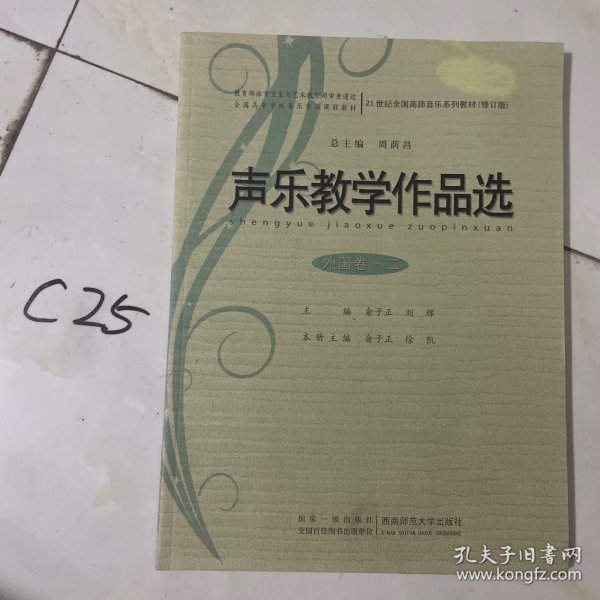 教育部体育卫生与艺术教育司审查通过
全国高等学校音乐专业课程教材
21世纪全国高师音乐系列教材(修订版)
总主编 周荫昌
声乐教学作品选
shengyue jiaoxue zuopinxuan
外国卷·二
主 编 俞子正 刘 辉
本册主编 俞子正 徐 凯
C25
国家一级出版社
全国百佳图书出版单位
西南师范大学出版社
XINAN SHIFAN DAXUE CHUBANSHE
孔夫子旧书网
www.kongfz.com